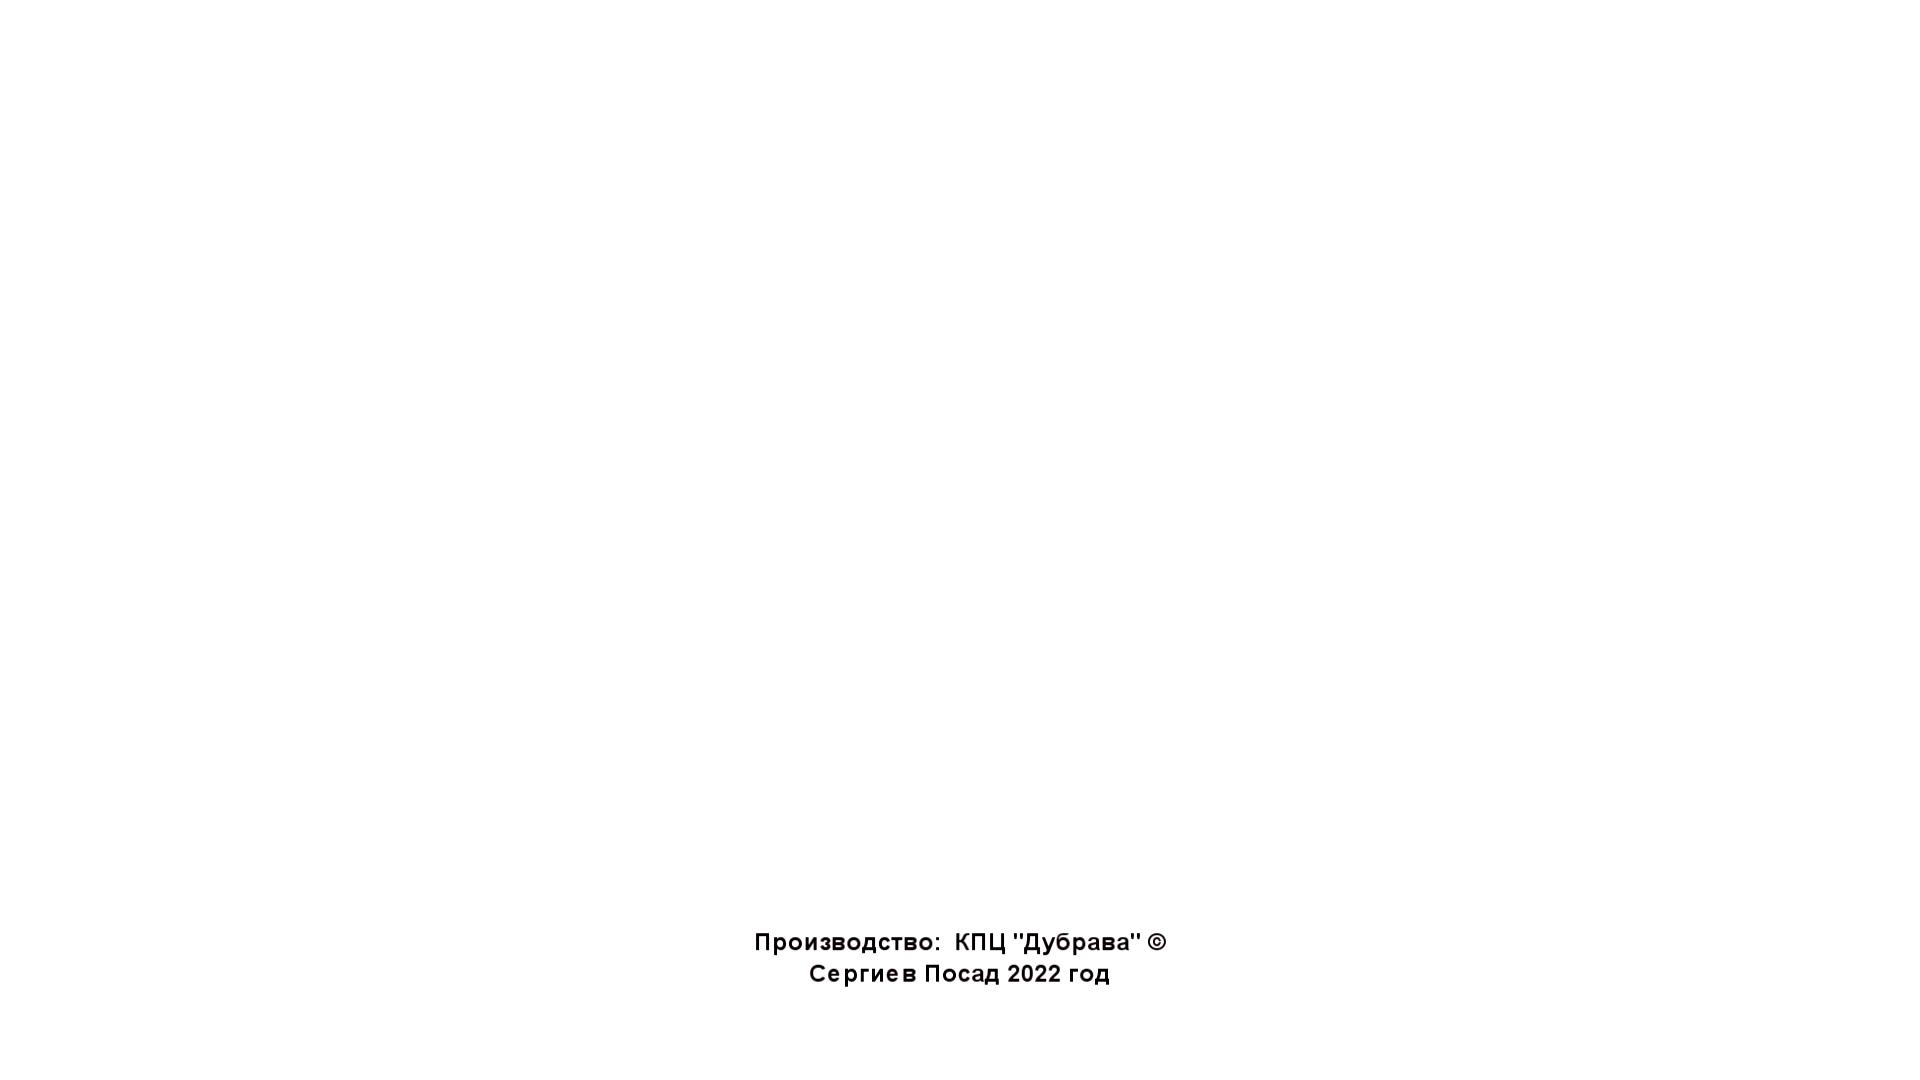 Производство:  КПЦ "Дубрава" ©
Сергиев Посад 2022 год